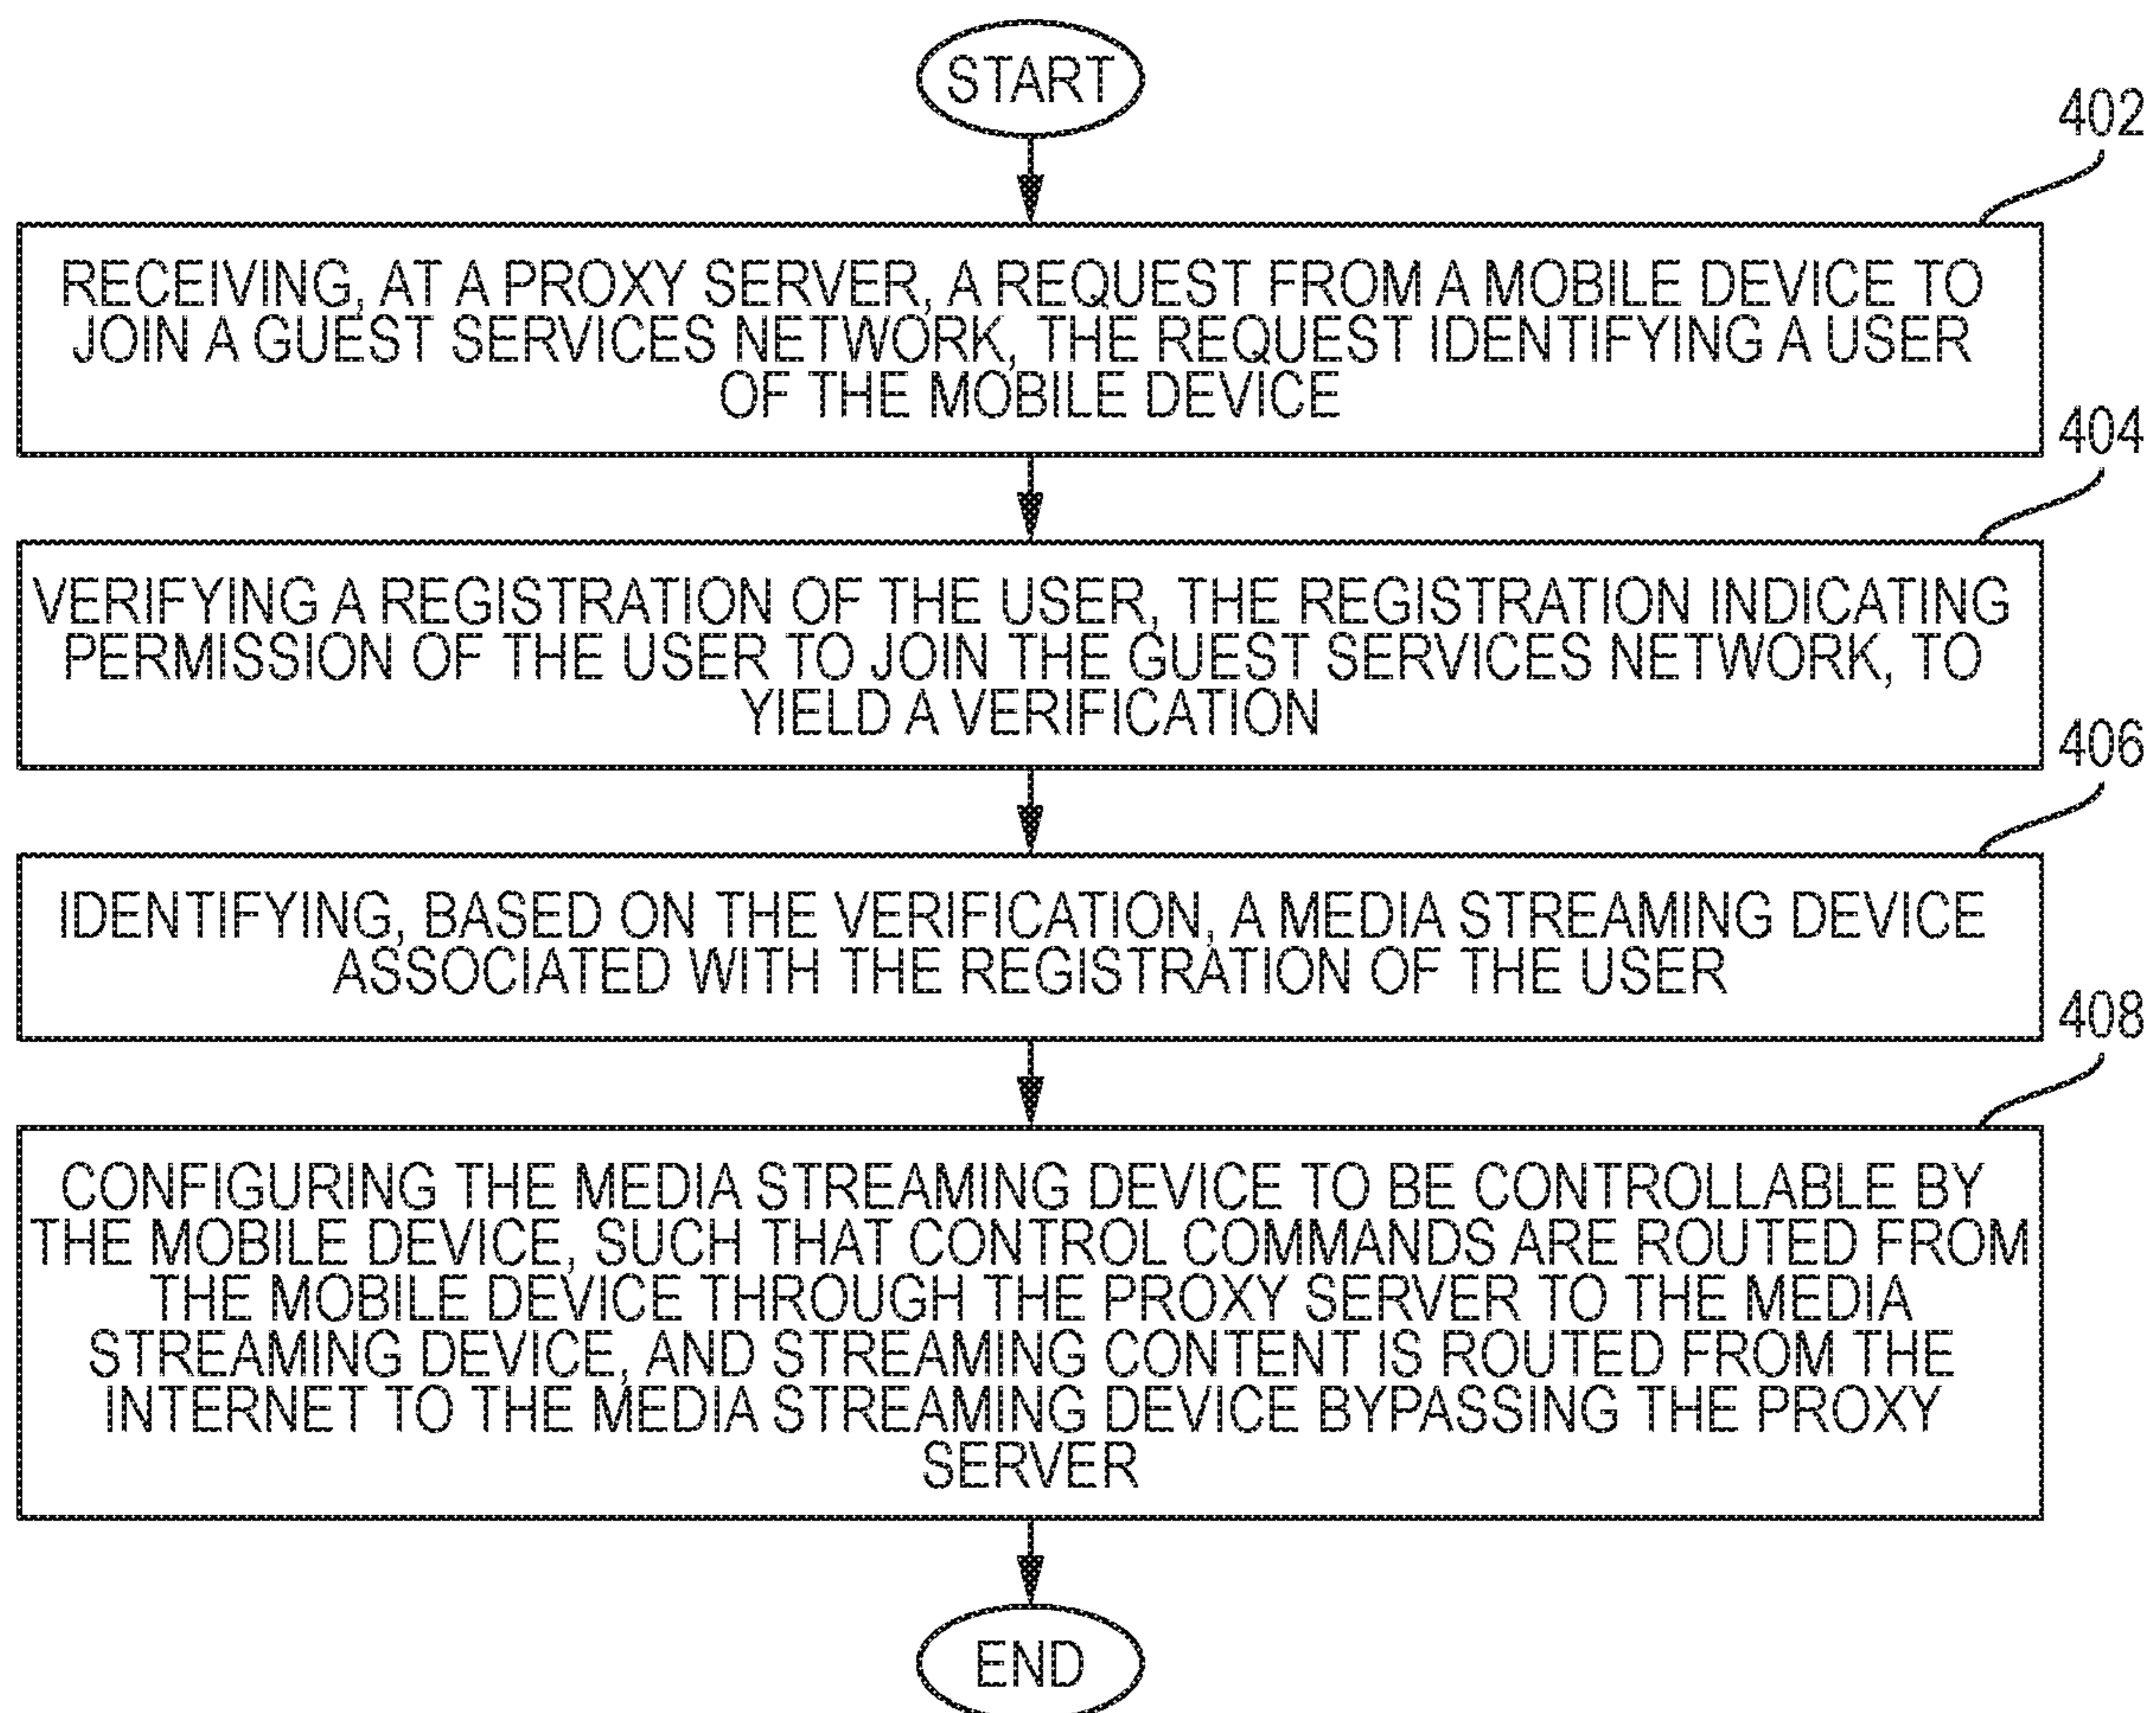 START
402
RECEIVING, AT A PROXY SERVER, A REQUEST FROM A MOBILE DEVICE TO
JOIN A GUEST SERVICES NETWORK, THE REQUEST IDENTIFYING A USER
OF THE MOBILE DEVICE
404
VERIFYING A REGISTRATION OF THE USER, THE REGISTRATION INDICATING
PERMISSION OF THE USER TO JOIN THE GUEST SERVICES NETWORK, TO
YIELD A VERIFICATION
406
IDENTIFYING, BASED ON THE VERIFICATION, A MEDIA STREAMING DEVICE
ASSOCIATED WITH THE REGISTRATION OF THE USER
408
CONFIGURING THE MEDIA STREAMING DEVICE TO BE CONTROLLABLE BY
THE MOBILE DEVICE, SUCH THAT CONTROL COMMANDS ARE ROUTED FROM
THE MOBILE DEVICE THROUGH THE PROXY SERVER TO THE MEDIA
STREAMING DEVICE, AND STREAMING CONTENT IS ROUTED FROM THE
INTERNET TO THE MEDIA STREAMING DEVICE BYPASSING THE PROXY
SERVER
END